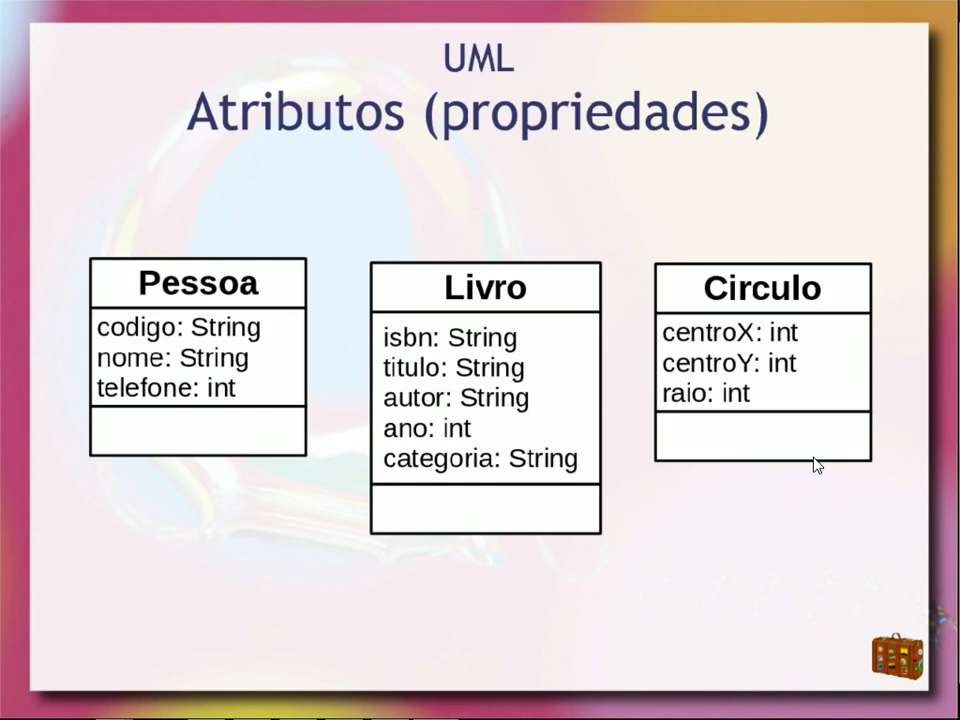 UML
Atributos (propriedades)
Pessoa
codigo: String
nome: String
telefone: int
Livro
isbn: String
titulo: String
autor: String
ano: int
categoria: String
Circulo
centroX: int
centroY: int
raio: int